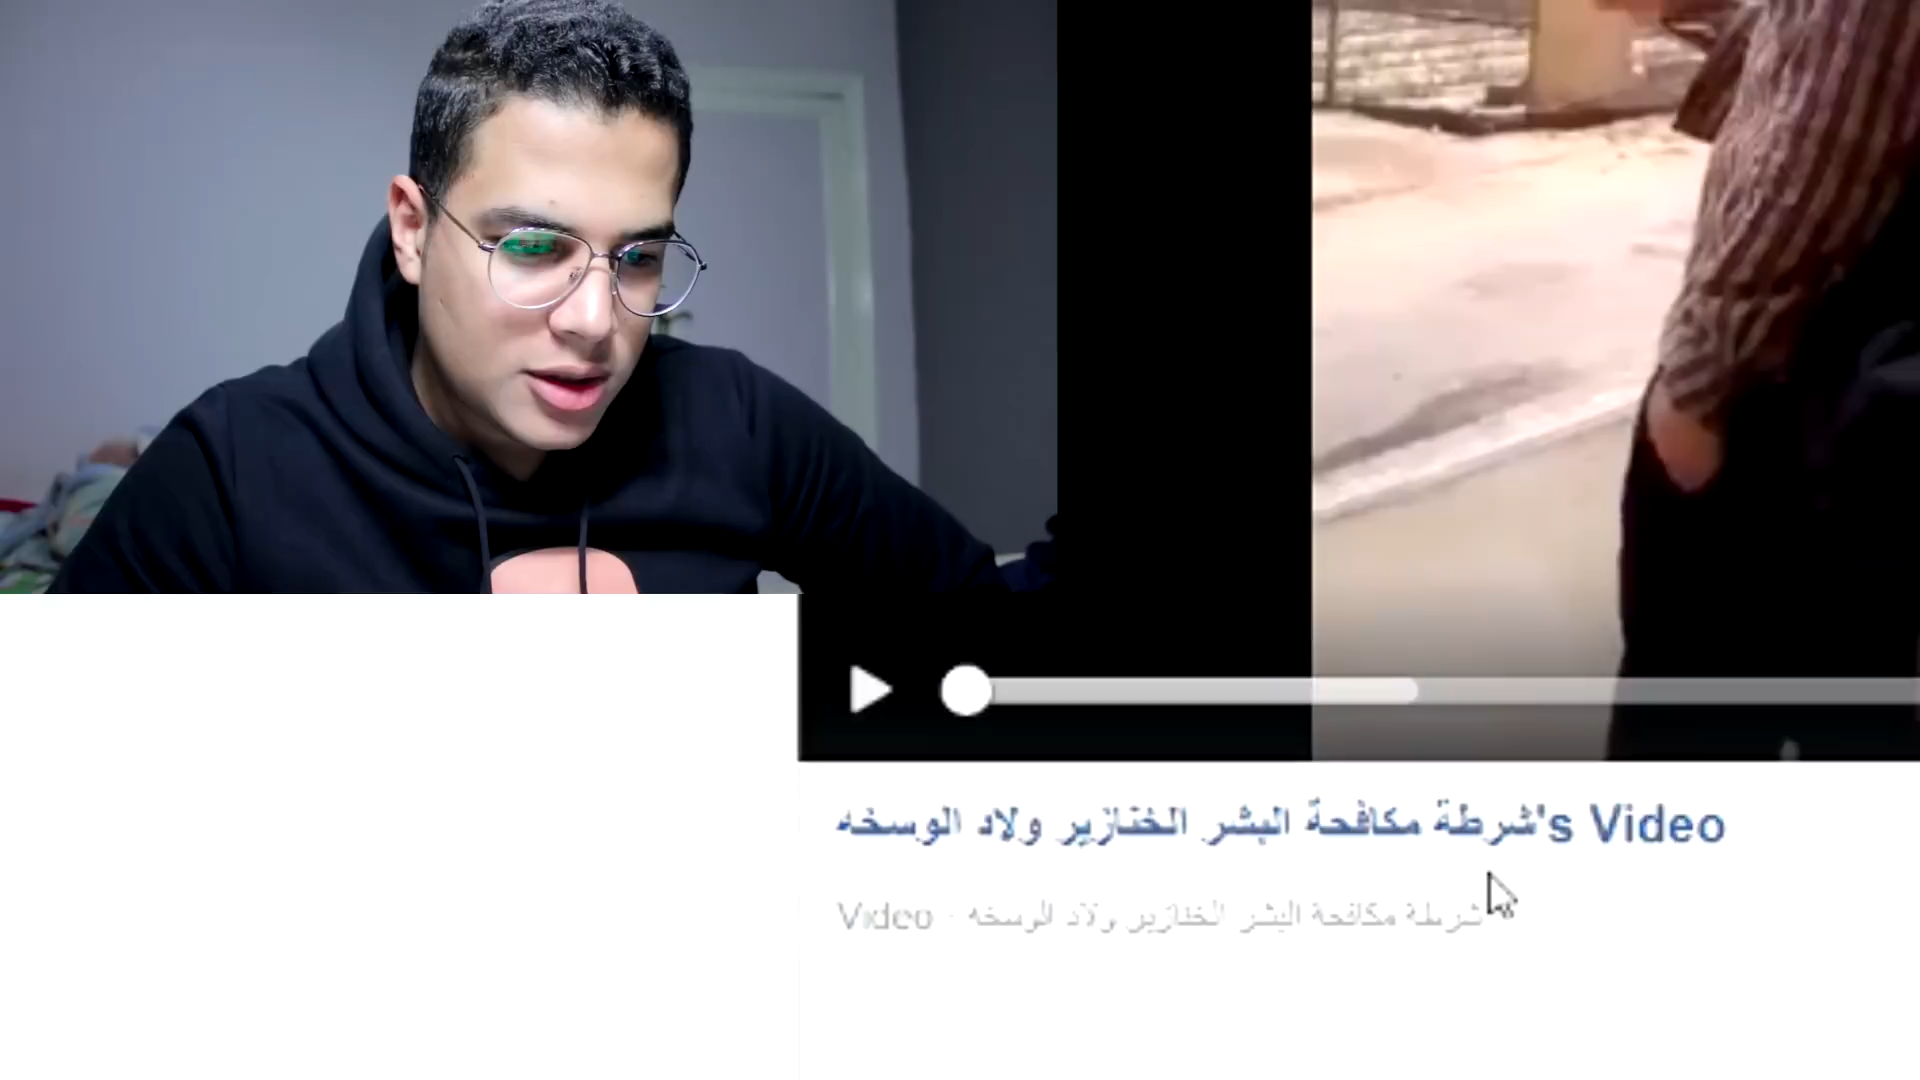 شرطة مكافحة البشر الخنازير ولاد الوسخه's Video
Video · شرطة مكافحة البشر الخنازير ولاد الوسخه